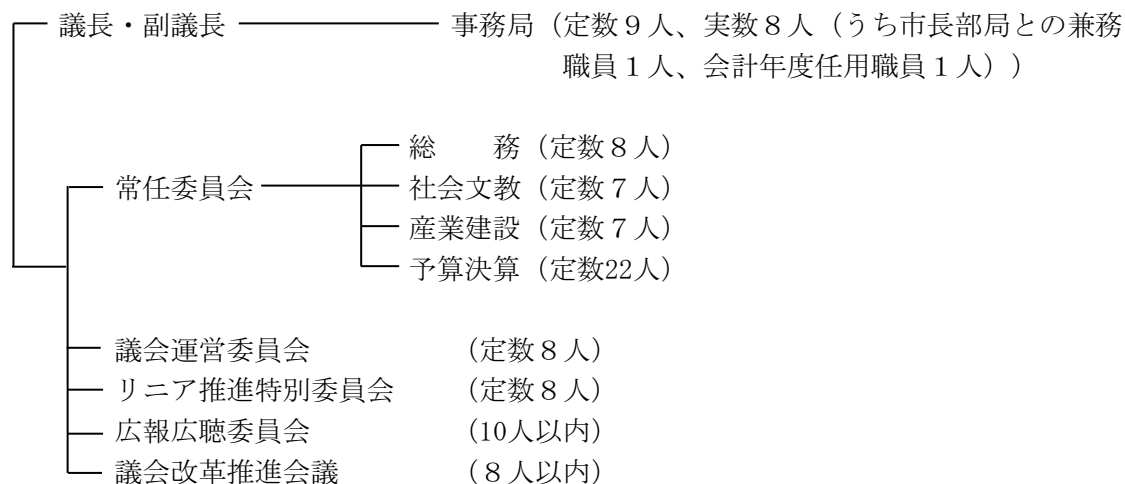 議長・副議長 事務局（定数９人、実数８人（うち市長部局との兼務
職員１人、会計年度任用職員１人））
総　　務（定数８人）
常任委員会 社会文教（定数７人）
産業建設（定数７人）
予算決算（定数22人）
議会運営委員会 （定数８人）
リニア推進特別委員会 （定数８人）
広報広聴委員会 （10人以内）
議会改革推進会議 （８人以内）